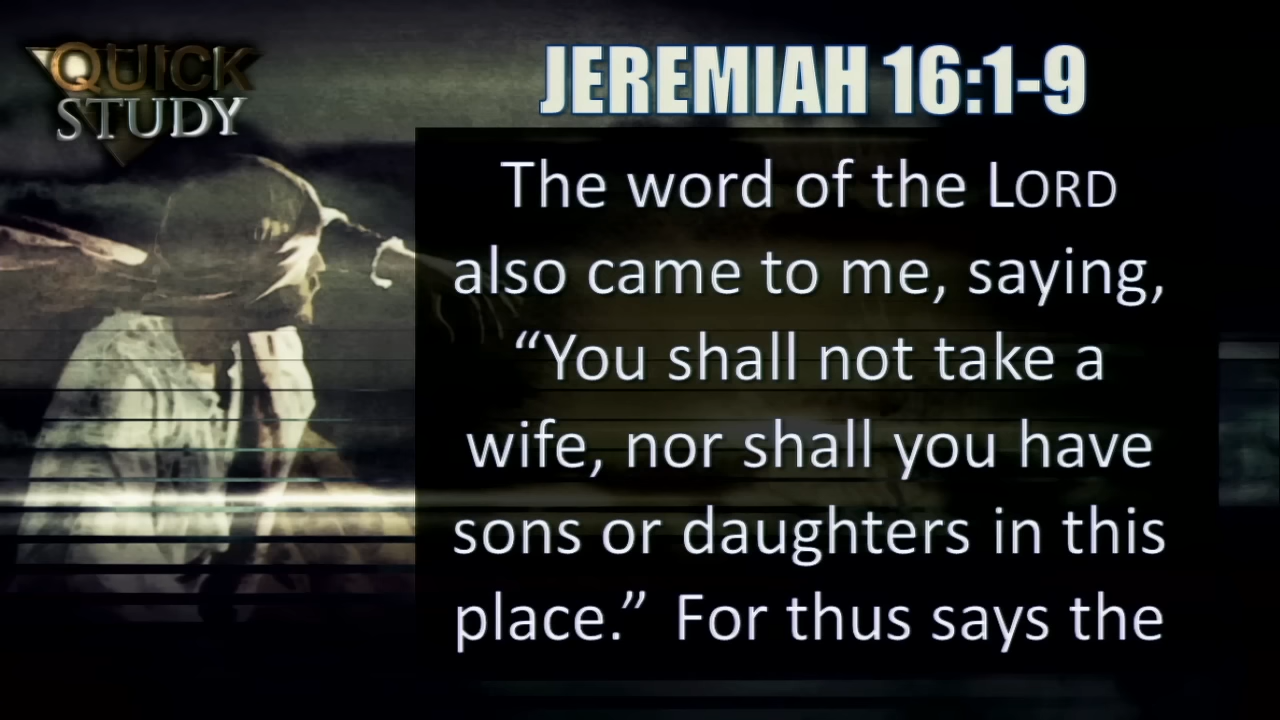 QUICK
STUDY
JEREMIAH 16:1-9
The word of the LORD
also came to me, saying,
“You shall not take a
wife, nor shall you have
sons or daughters in this
place.”  For thus says the